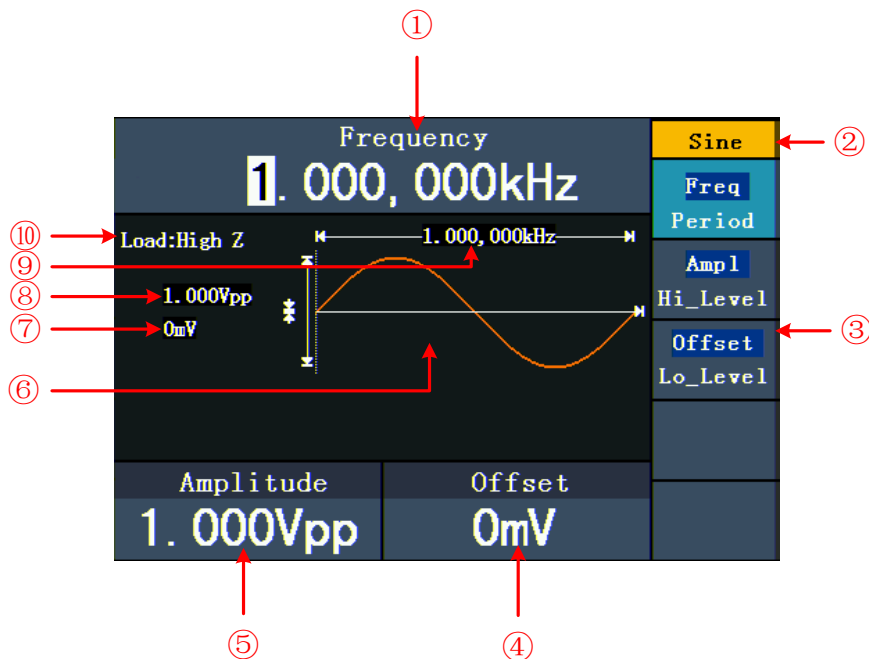 ①
Frequency
1.000,000kHz
Sine
②
Freq
Period
⑩
Load:High Z
1.000,000kHz
⑨
Ampl
Hi_Level
⑧
1.000Vpp
⑦
0mV
Offset
Lo_Level
③
⑥
Amplitude
1.000Vpp
Offset
0mV
⑤
④